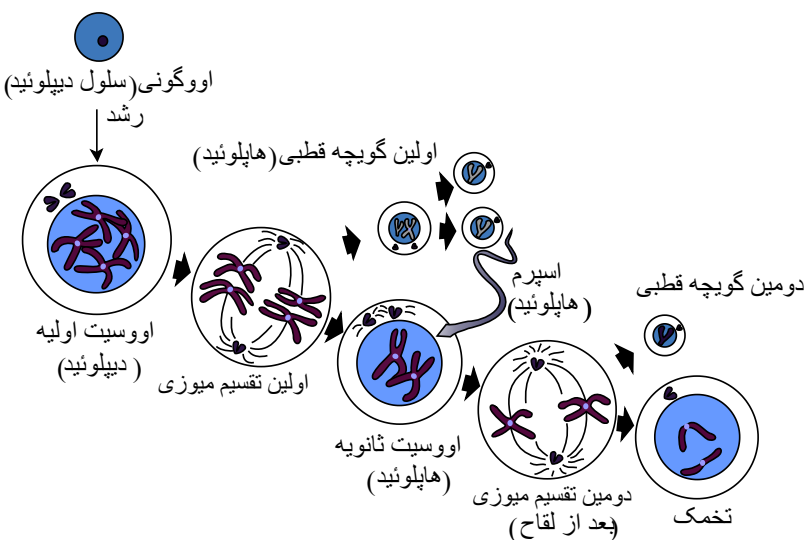 اووگونی(سلول دیپلوئید)
رشد
اولین گویچه قطبی(هاپلوئید)
اسپرم
(هاپلوئید)
دومین گویچه قطبی
اووسیت اولیه
( دیپلوئید)
اولین تقسیم میوزی
اووسیت ثانویه
(هاپلوئید)
دومین تقسیم میوزی
(بعد از لقاح)
تخمک